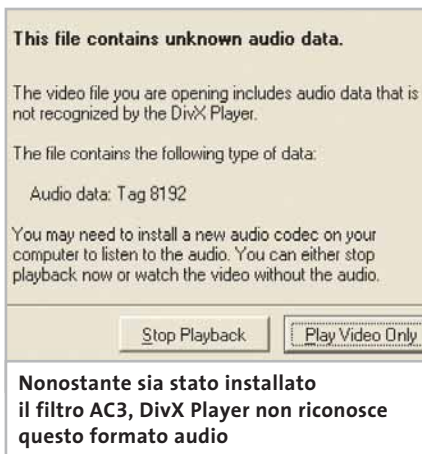 This file contains unknown audio data.
The video file you are opening includes audio data that is
not recognized by the DivX Player.
The file contains the following type of data:
Audio data: Tag 8192
You may need to install a new audio codec on your
computer to listen to the audio. You can either stop
playback now or watch the video without the audio.
Stop Playback
Play Video Only
Nonostante sia stato installato
il filtro AC3, DivX Player non riconosce
questo formato audio